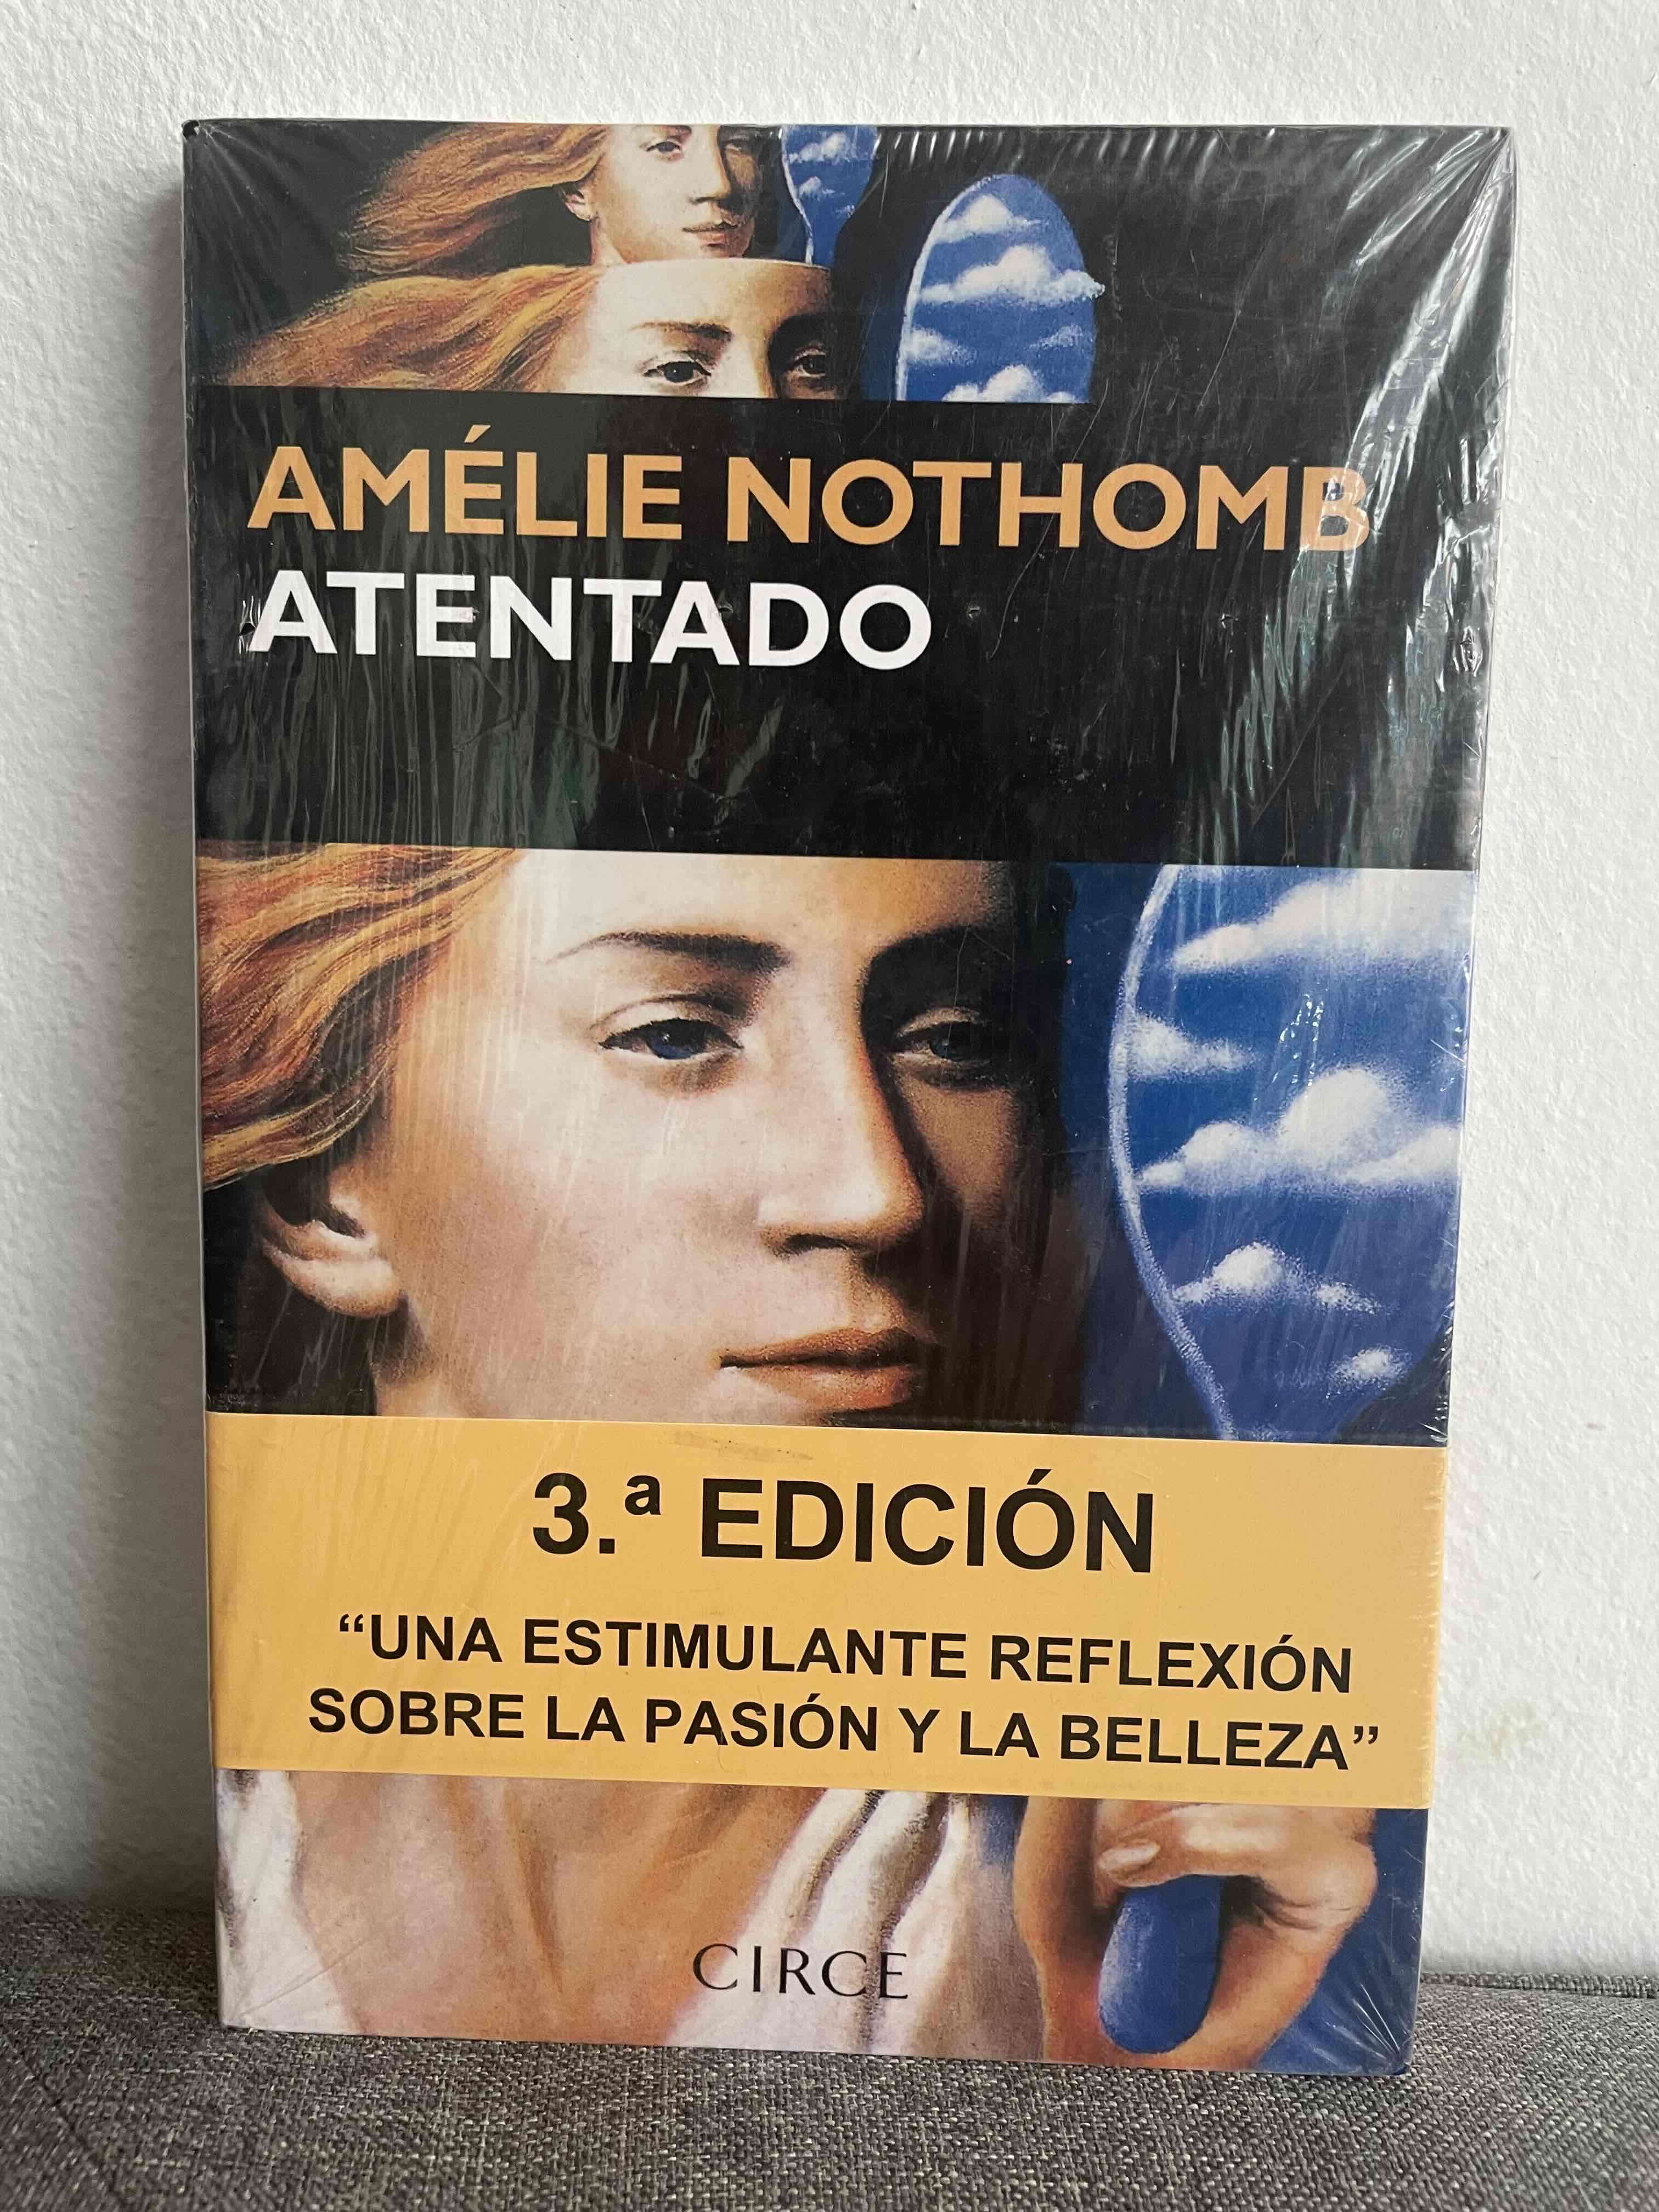 AMÉLIE NOTHOMB
ATENTADO
3.ª EDICIÓN
“UNA ESTIMULANTE REFLEXIÓN
SOBRE LA PASIÓN Y LA BELLEZA”
CIRCE